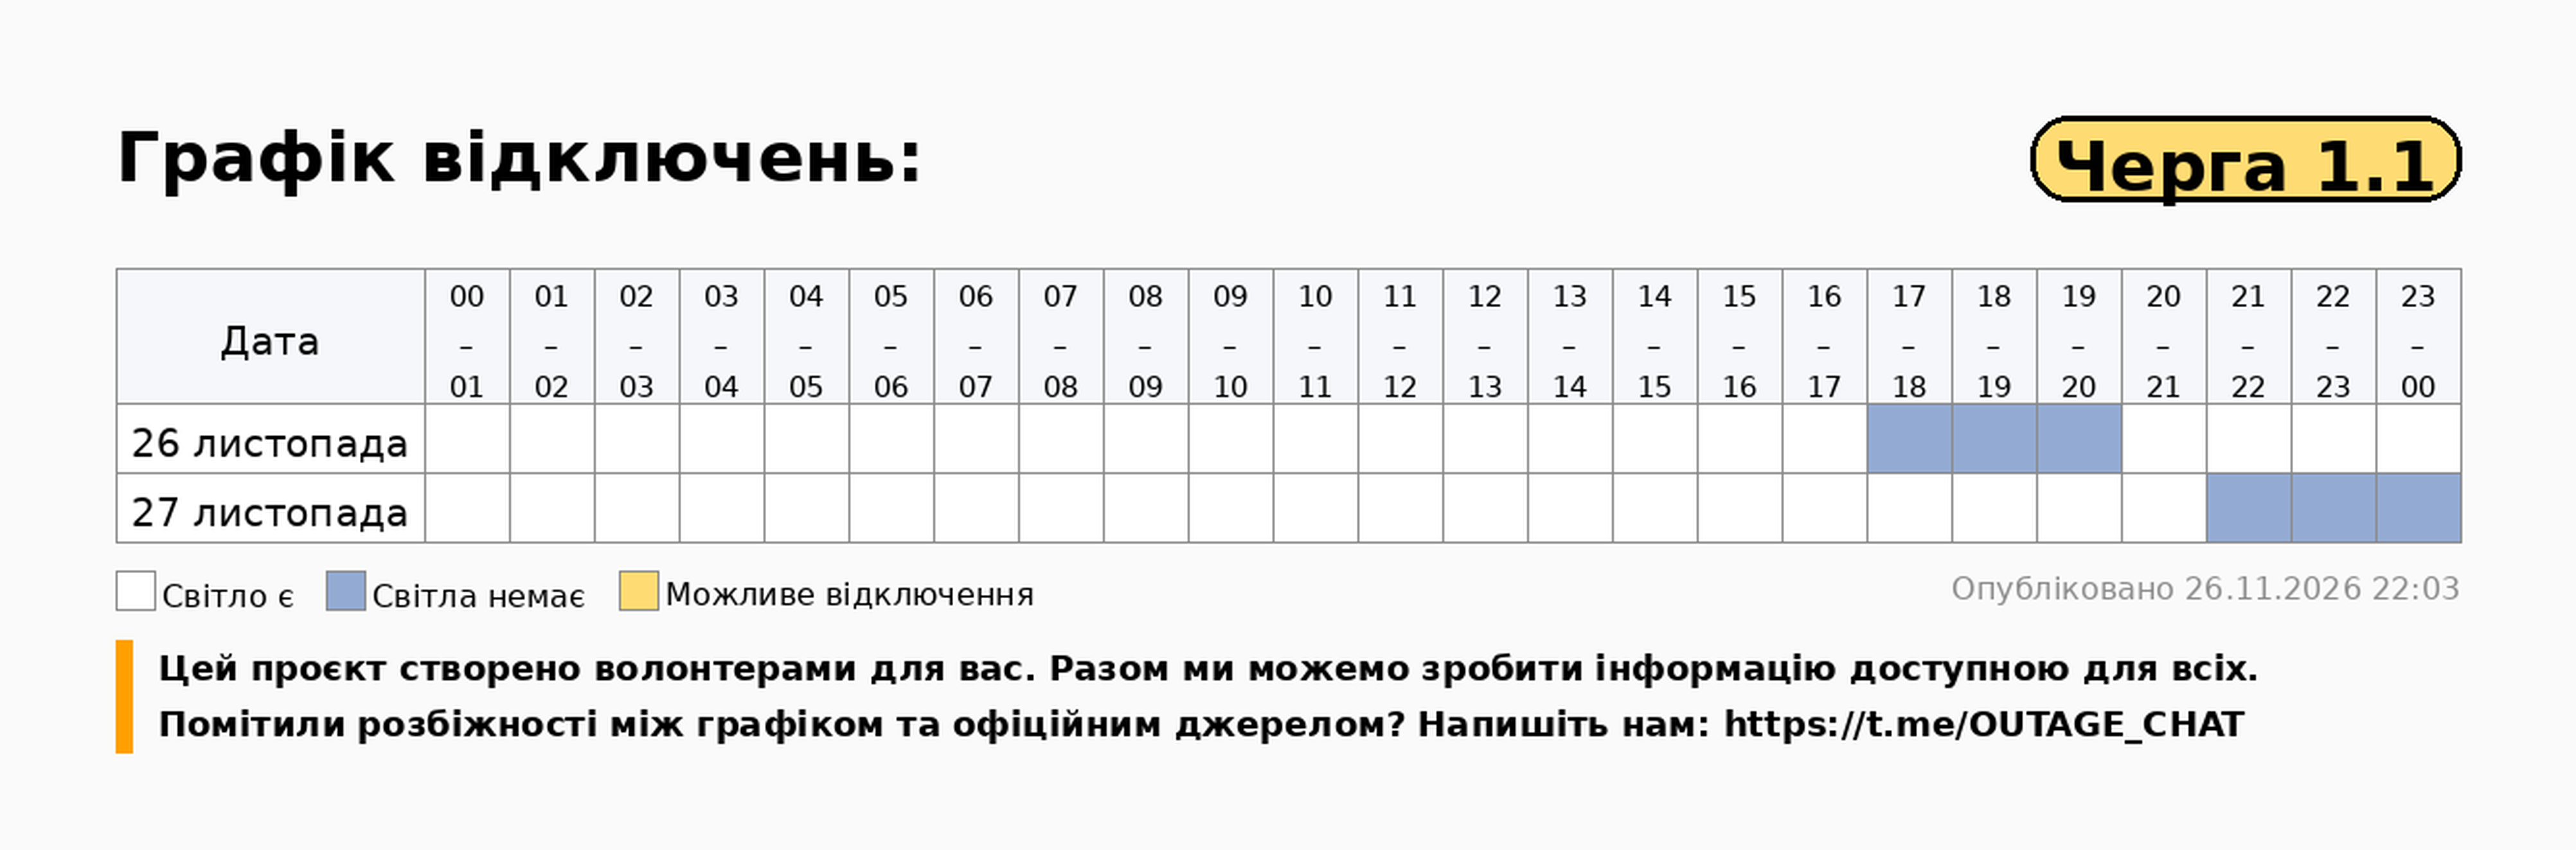 Графік відключень:
Черга 1.1
Дата
00 – 01
01 – 02
02 – 03
03 – 04
04 – 05
05 – 06
06 – 07
07 – 08
08 – 09
09 – 10
10 – 11
11 – 12
12 – 13
13 – 14
14 – 15
15 – 16
16 – 17
17 – 18
18 – 19
19 – 20
20 – 21
21 – 22
22 – 23
23 – 00
26 листопада
27 листопада
Світло є
Світла немає
Можливе відключення
Опубліковано 26.11.2026 22:03
Цей проєкт створено волонтерами для вас. Разом ми можемо зробити інформацію доступною для всіх.
Помітили розбіжності між графіком та офіційним джерелом? Напишіть нам: https://t.me/OUTAGE_CHAT